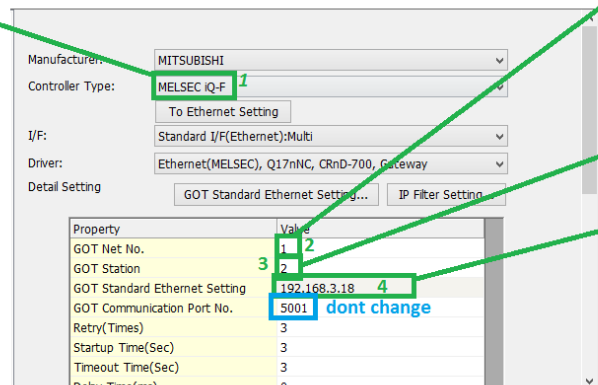 Manufacturer: MITSUBISHI
Controller Type: MELSEC iQ-F 1
To Ethernet Setting
I/F: Standard I/F(Ethernet):Multi
Driver: Ethernet(MELSEC), Q17nNC, CRnD-700, Gateway
Detail Setting GOT Standard Ethernet Setting... IP Filter Setting...
Property Value
GOT Net No. 1 2
GOT Station 3 2
GOT Standard Ethernet Setting 192.168.3.18 4
GOT Communication Port No. 5001 dont change
Retry(Times) 3
Startup Time(Sec) 3
Timeout Time(Sec) 3